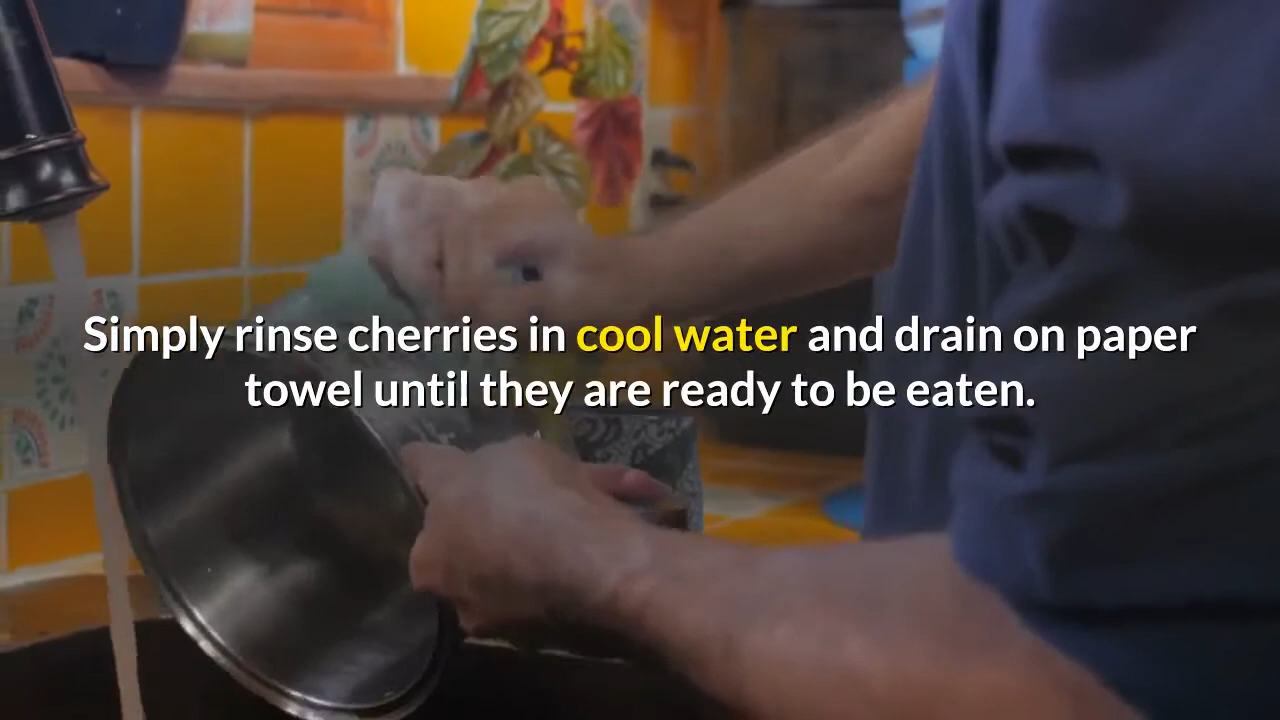 Simply rinse cherries in cool water and drain on paper
towel until they are ready to be eaten.